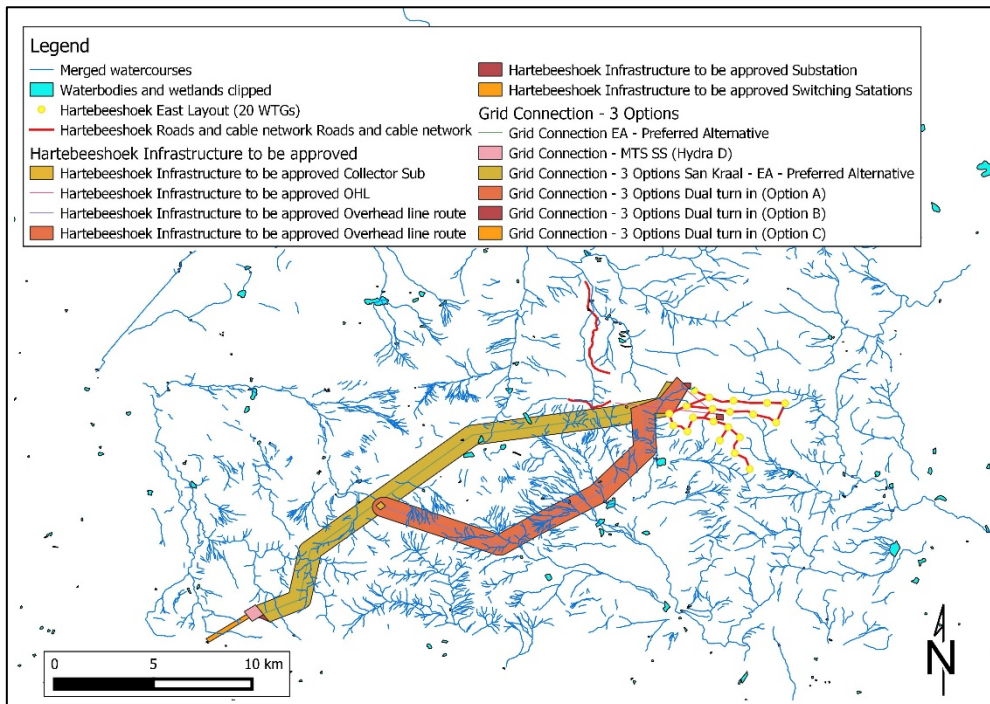 Legend
Merged watercourses
Waterbodies and wetlands clipped
Hartebeeshoek East Layout (20 WTGs)
Hartebeeshoek Roads and cable network Roads and cable network
Hartebeeshoek Infrastructure to be approved
Hartebeeshoek Infrastructure to be approved Collector Sub
Hartebeeshoek Infrastructure to be approved OHL
Hartebeeshoek Infrastructure to be approved Overhead line route
Hartebeeshoek Infrastructure to be approved Overhead line route
Hartebeeshoek Infrastructure to be approved Substation
Hartebeeshoek Infrastructure to be approved Switching Satations
Grid Connection - 3 Options
Grid Connection EA - Preferred Alternative
Grid Connection - MTS SS (Hydra D)
Grid Connection - 3 Options San Kraal - EA - Preferred Alternative
Grid Connection - 3 Options Dual turn in (Option A)
Grid Connection - 3 Options Dual turn in (Option B)
Grid Connection - 3 Options Dual turn in (Option C)
0 5 10 km
N